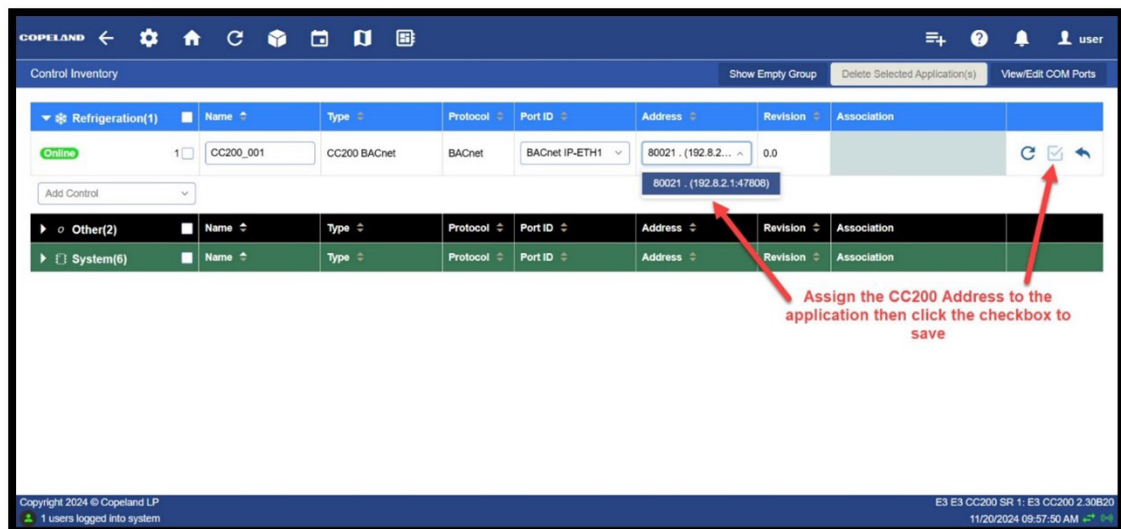 COPELAND
user
Control Inventory
Show Empty Group
Delete Selected Application(s)
View/Edit COM Ports
Refrigeration(1) Name Type Protocol Port ID Address Revision Association
Online 1 CC200_001 CC200 BACnet BACnet BACnet IP-ETH1 80021 . (192.8.2... 0.0
80021 . (192.8.2.1:47808)
Add Control
Other(2) Name Type Protocol Port ID Address Revision Association
System(6) Name Type Protocol Port ID Address Revision Association
Assign the CC200 Address to the
application then click the checkbox to
save
Copyright 2024 © Copeland LP
E3 E3 CC200 SR 1: E3 CC200 2.30B20
1 users logged into system
11/20/2024 09:57:50 AM